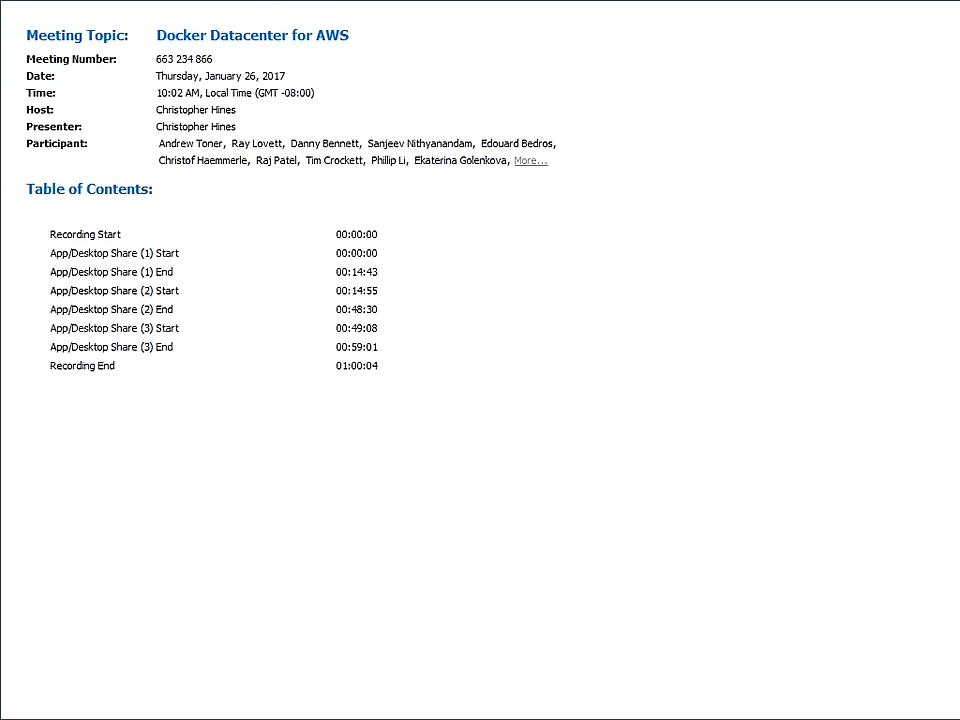 Meeting Topic: Docker Datacenter for AWS
Meeting Number: 663 234 866
Date: Thursday, January 26, 2017
Time: 10:02 AM, Local Time (GMT -08:00)
Host: Christopher Hines
Presenter: Christopher Hines
Participant: Andrew Toner, Ray Lovett, Danny Bennett, Sanjeev Nithyanandam, Edouard Bedros,
Christof Haemmerle, Raj Patel, Tim Crockett, Phillip Li, Ekaterina Golenkova, More...
Table of Contents:
Recording Start 00:00:00
App/Desktop Share (1) Start 00:00:00
App/Desktop Share (1) End 00:14:43
App/Desktop Share (2) Start 00:14:55
App/Desktop Share (2) End 00:48:30
App/Desktop Share (3) Start 00:49:08
App/Desktop Share (3) End 00:59:01
Recording End 01:00:04